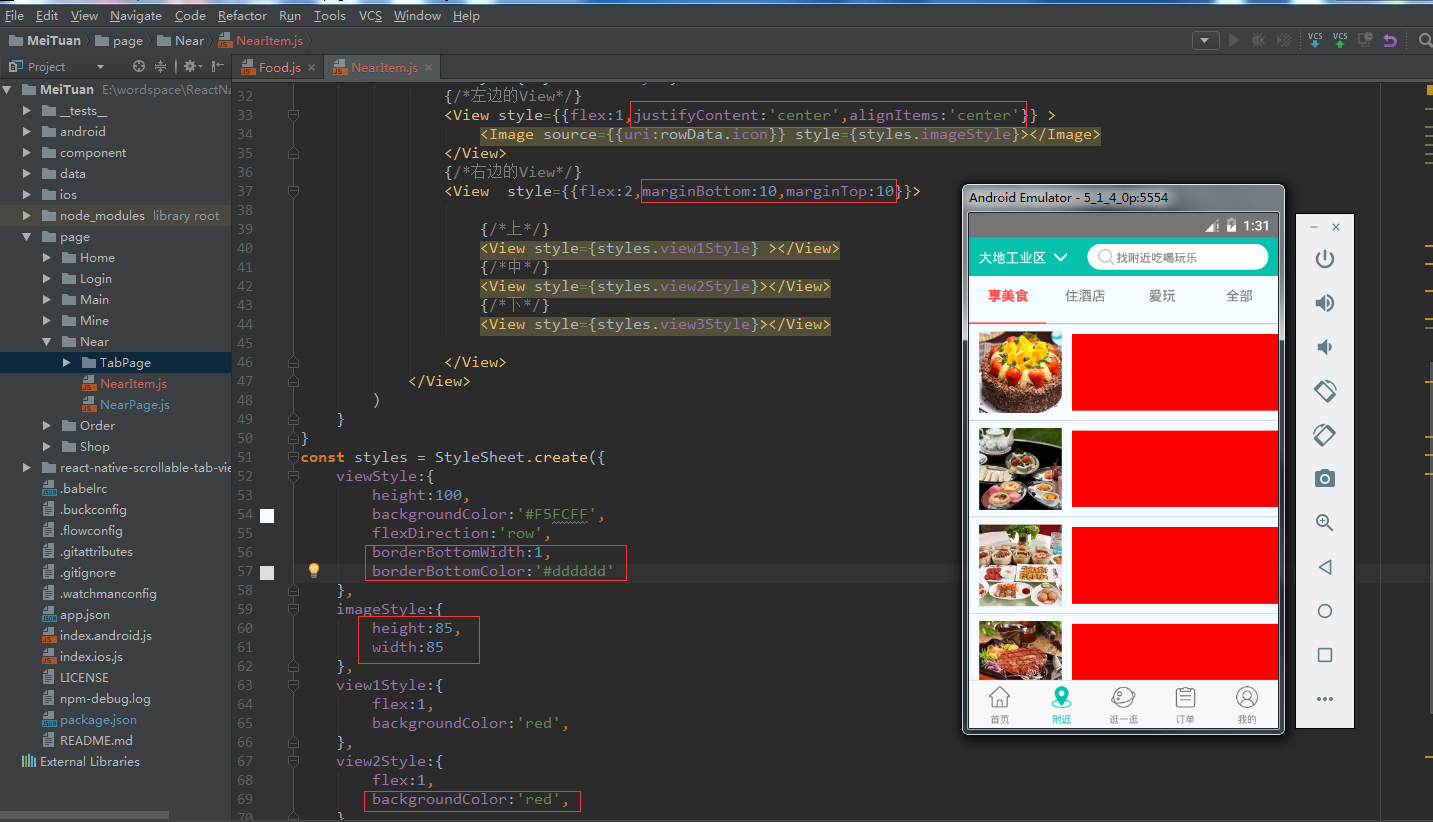 File Edit View Navigate Code Refactor Run Tools VCS Window Help
MeiTuan page Near NearItem.js
VCS VCS
Project
Food.js NearItem.js
MeiTuan E:\wordspace\ReactNa
__tests__
android
component
data
ios
node_modules library root
page
Home
Login
Main
Mine
Near
TabPage
NearItem.js
NearPage.js
Order
Shop
react-native-scrollable-tab-vie
.babelrc
.buckconfig
.flowconfig
.gitattributes
.gitignore
.watchmanconfig
app.json
index.android.js
index.ios.js
LICENSE
npm-debug.log
package.json
README.md
External Libraries
32 {/*左边的View*/}
33 <View style={{flex:1,justifyContent:'center',alignItems:'center'}} >
34 <Image source={{uri:rowData.icon}} style={styles.imageStyle}></Image>
35 </View>
36 {/*右边的View*/}
37 <View style={{flex:2,marginBottom:10,marginTop:10}}>
38
39 {/*上*/}
40 <View style={styles.view1Style} ></View>
41 {/*中*/}
42 <View style={styles.view2Style}></View>
43 {/*下*/}
44 <View style={styles.view3Style}></View>
45
46 </View>
47 </View>
48 )
49 }
50 }
51 const styles = StyleSheet.create({
52 viewStyle:{
53 height:100,
54 backgroundColor:'#F5FCFF',
55 flexDirection:'row',
56 borderBottomWidth:1,
57 borderBottomColor:'#dddddd'
58 },
59 imageStyle:{
60 height:85,
61 width:85
62 },
63 view1Style:{
64 flex:1,
65 backgroundColor:'red',
66 },
67 view2Style:{
68 flex:1,
69 backgroundColor:'red',
70 }
Android Emulator - 5_1_4_0p:5554
1:31
大地工业区 找附近吃喝玩乐
享美食 住酒店 爱玩 全部
首页 附近 逛一逛 订单 我的